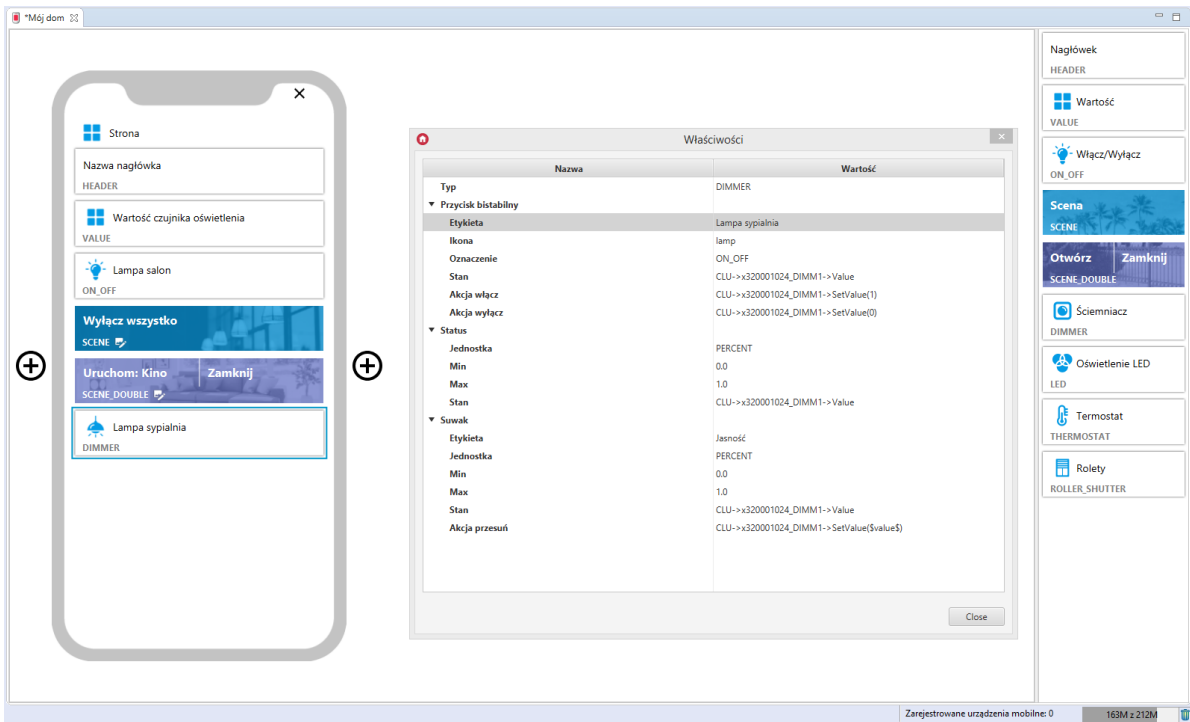 *Mój dom
Strona
Nazwa nagłówka
HEADER
Wartość czujnika oświetlenia
VALUE
Lampa salon
ON_OFF
Wyłącz wszystko
SCENE
Uruchom: Kino Zamknij
SCENE_DOUBLE
Lampa sypialnia
DIMMER
Właściwości
Nazwa Wartość
Typ DIMMER
Przycisk bistabilny
Etykieta Lampa sypialnia
Ikona lamp
Oznaczenie ON_OFF
Stan CLU->x320001024_DIMM1->Value
Akcja włącz CLU->x320001024_DIMM1->SetValue(1)
Akcja wyłącz CLU->x320001024_DIMM1->SetValue(0)
Status
Jednostka PERCENT
Min 0.0
Max 1.0
Stan CLU->x320001024_DIMM1->Value
Suwak
Etykieta Jasność
Jednostka PERCENT
Min 0.0
Max 1.0
Stan CLU->x320001024_DIMM1->Value
Akcja przesuń CLU->x320001024_DIMM1->SetValue($value$)
Close
Nagłówek
HEADER
Wartość
VALUE
Włącz/Wyłącz
ON_OFF
Scena
SCENE
Otwórz Zamknij
SCENE_DOUBLE
Ściemniacz
DIMMER
Oświetlenie LED
LED
Termostat
THERMOSTAT
Rolety
ROLLER_SHUTTER
Zarejestrowane urządzenia mobilne: 0 163M z 212M